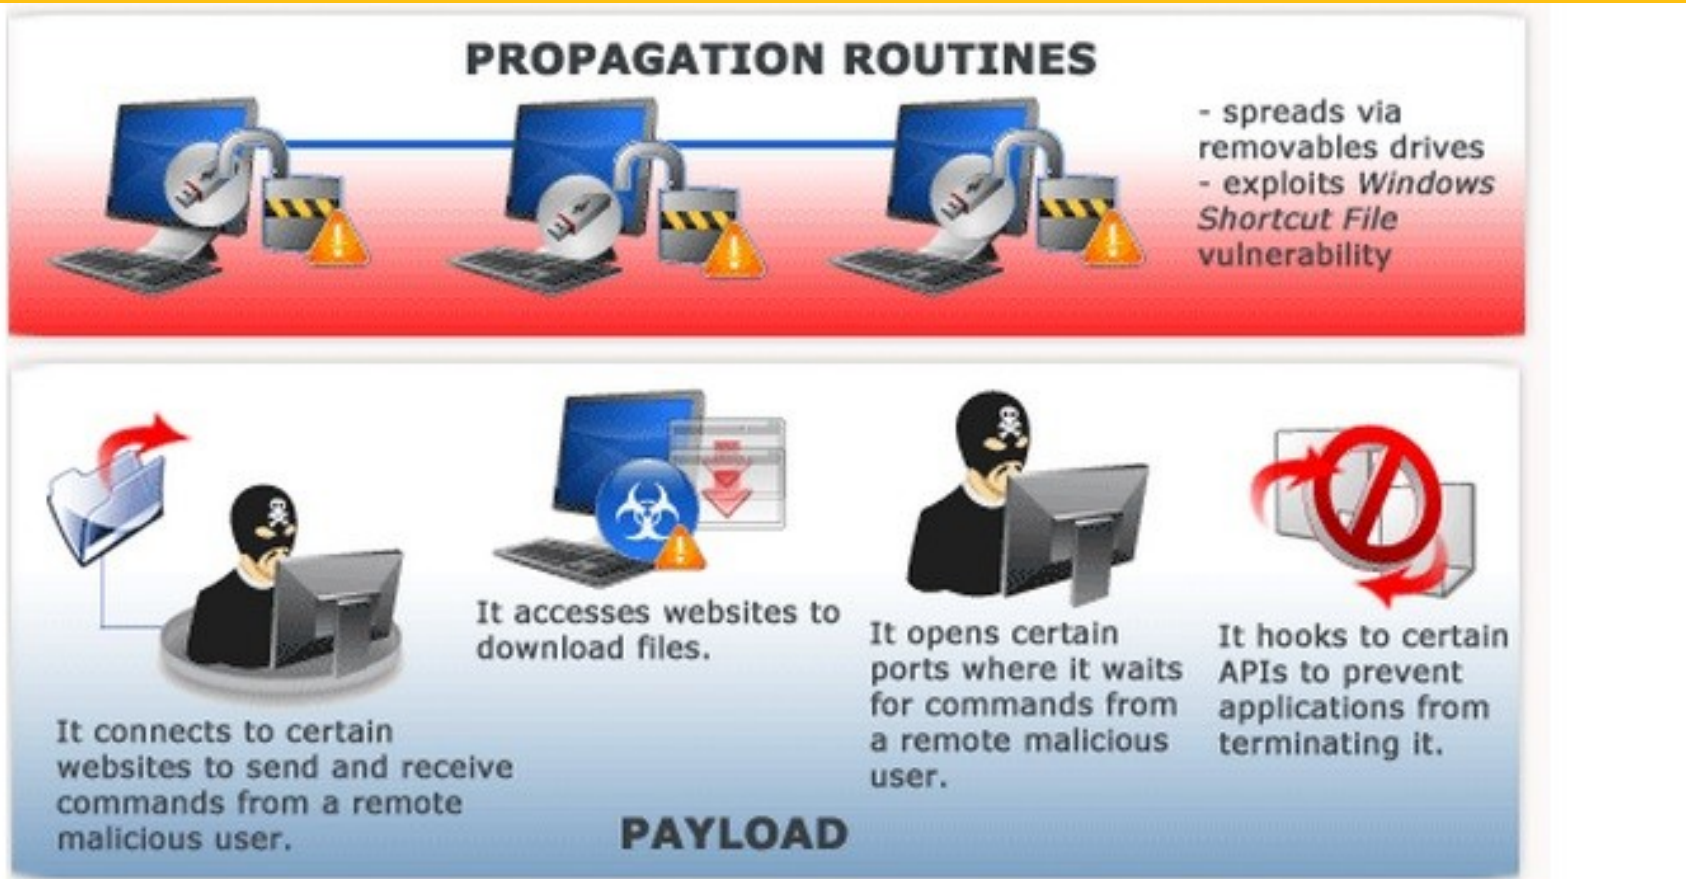 PROPAGATION ROUTINES
- spreads via
removables drives
- exploits Windows
Shortcut File
vulnerability
It connects to certain
websites to send and receive
commands from a remote
malicious user.
It accesses websites to
download files.
It opens certain
ports where it waits
for commands from
a remote malicious
user.
It hooks to certain
APIs to prevent
applications from
terminating it.
PAYLOAD